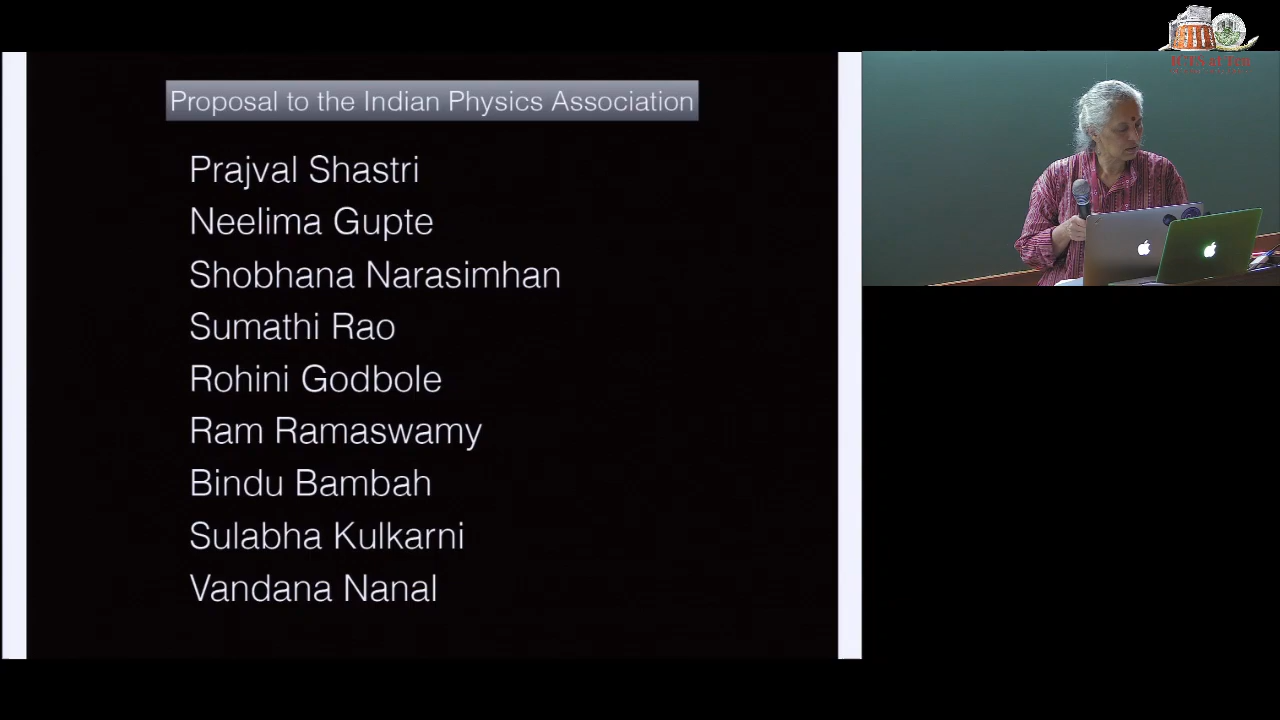 Proposal to the Indian Physics Association
Prajval Shastri
Neelima Gupte
Shobhana Narasimhan
Sumathi Rao
Rohini Godbole
Ram Ramaswamy
Bindu Bambah
Sulabha Kulkarni
Vandana Nanal